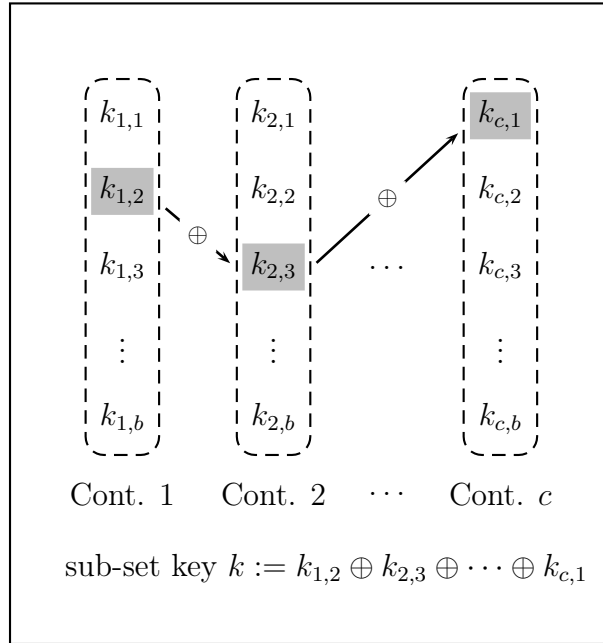 k_{1,1} k_{2,1} k_{c,1}
k_{1,2} k_{2,2} ⊕ k_{c,2}
⊕
k_{1,3} k_{2,3} ⋯ k_{c,3}
⋮ ⋮ ⋮
k_{1,b} k_{2,b} k_{c,b}
Cont. 1 Cont. 2 ⋯ Cont. c
sub-set key k := k_{1,2} ⊕ k_{2,3} ⊕ ⋯ ⊕ k_{c,1}